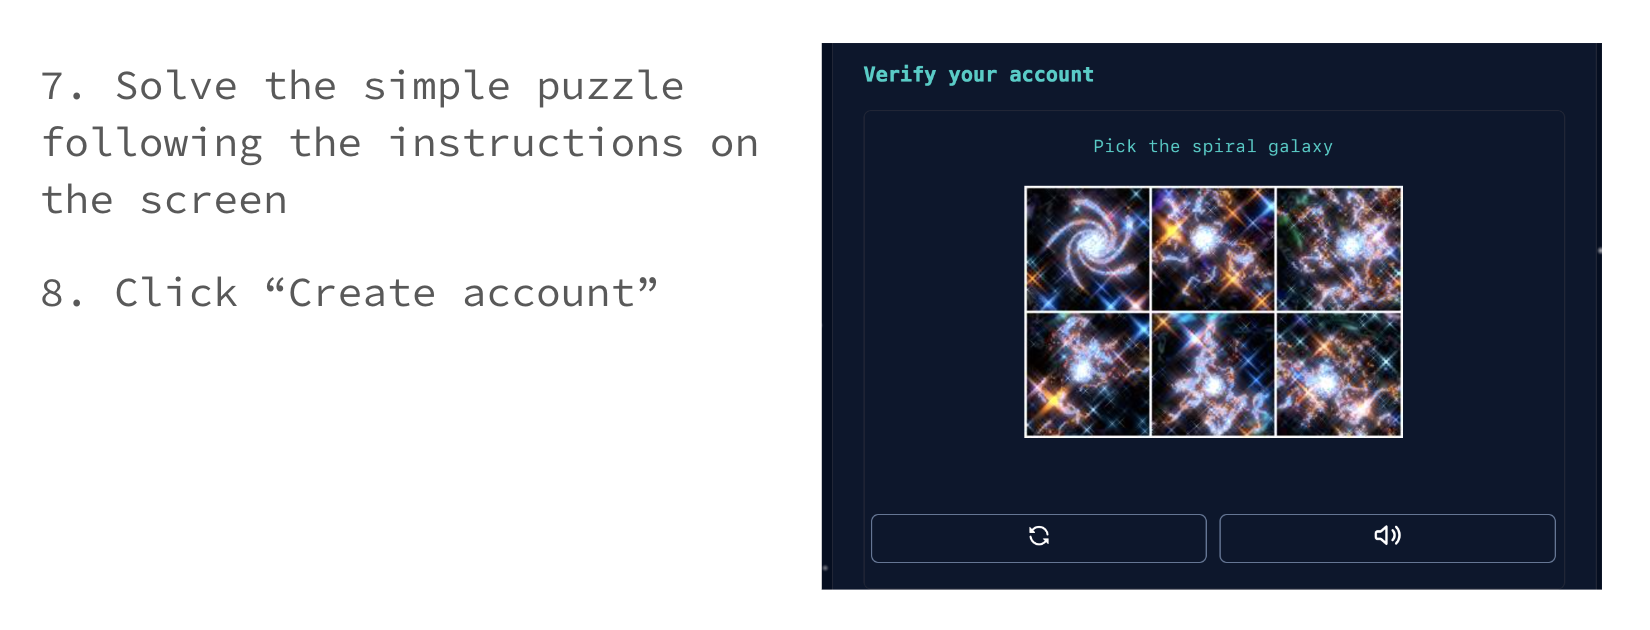 7. Solve the simple puzzle
following the instructions on
the screen
8. Click “Create account”
Verify your account
Pick the spiral galaxy